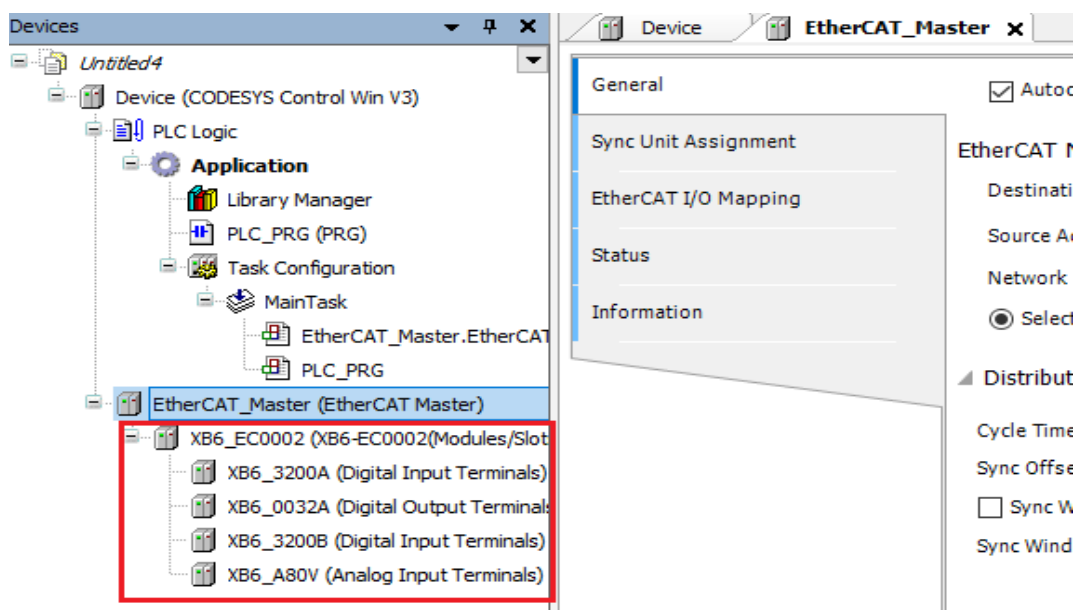 Devices
Untitled4
Device (CODESYS Control Win V3)
PLC Logic
Application
Library Manager
PLC_PRG (PRG)
Task Configuration
MainTask
EtherCAT_Master.EtherCAT
PLC_PRG
EtherCAT_Master (EtherCAT Master)
XB6_EC0002 (XB6-EC0002(Modules/Slot
XB6_3200A (Digital Input Terminals)
XB6_0032A (Digital Output Terminals
XB6_3200B (Digital Input Terminals)
XB6_A80V (Analog Input Terminals)
Device
EtherCAT_Master
General
Sync Unit Assignment
EtherCAT I/O Mapping
Status
Information
Autoc
EtherCAT
Destinati
Source A
Network
Select
Distribut
Cycle Time
Sync Offse
Sync W
Sync Wind